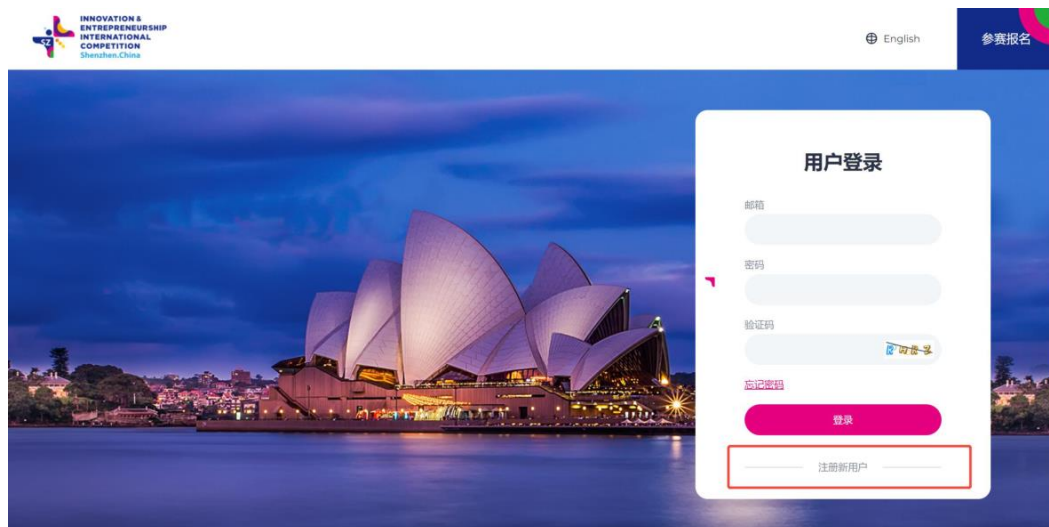 INNOVATION &
ENTREPRENEURSHIP
INTERNATIONAL
COMPETITION
Shenzhen.China
SZ
English
参赛报名
用户登录
邮箱
密码
验证码
忘记密码
登录
注册新用户